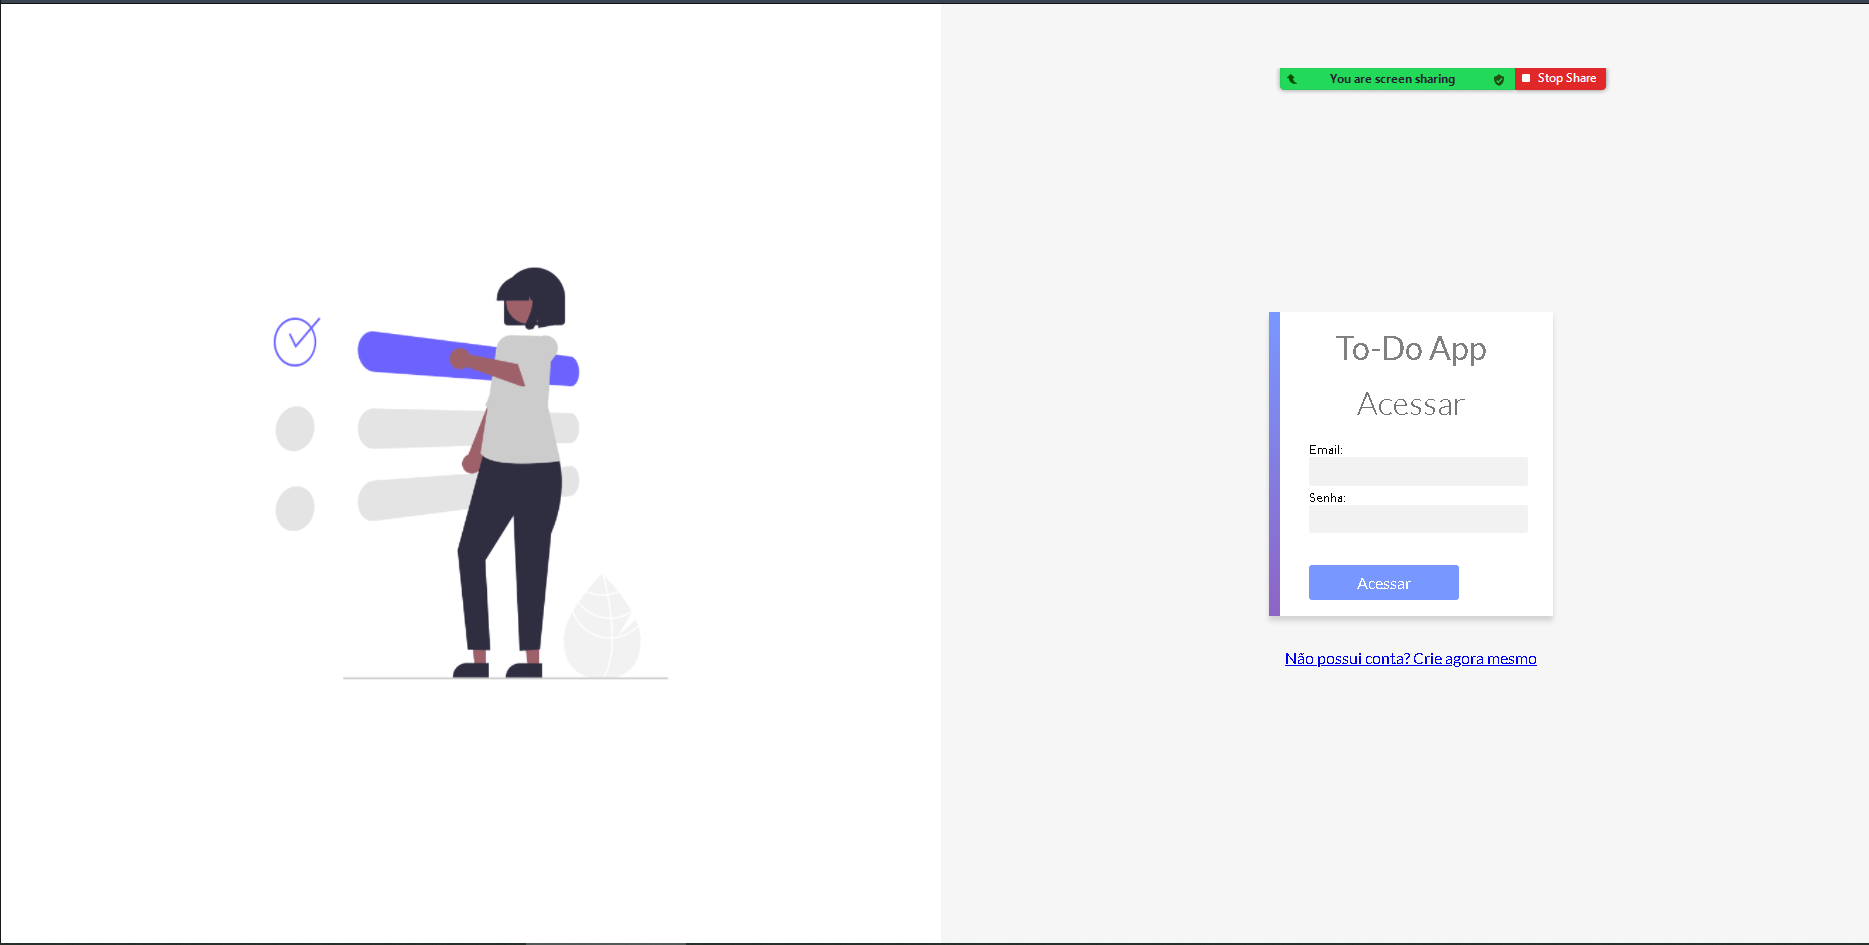 You are screen sharing
Stop Share
To-Do App
Acessar
Email:
Senha:
Acessar
Não possui conta? Crie agora mesmo